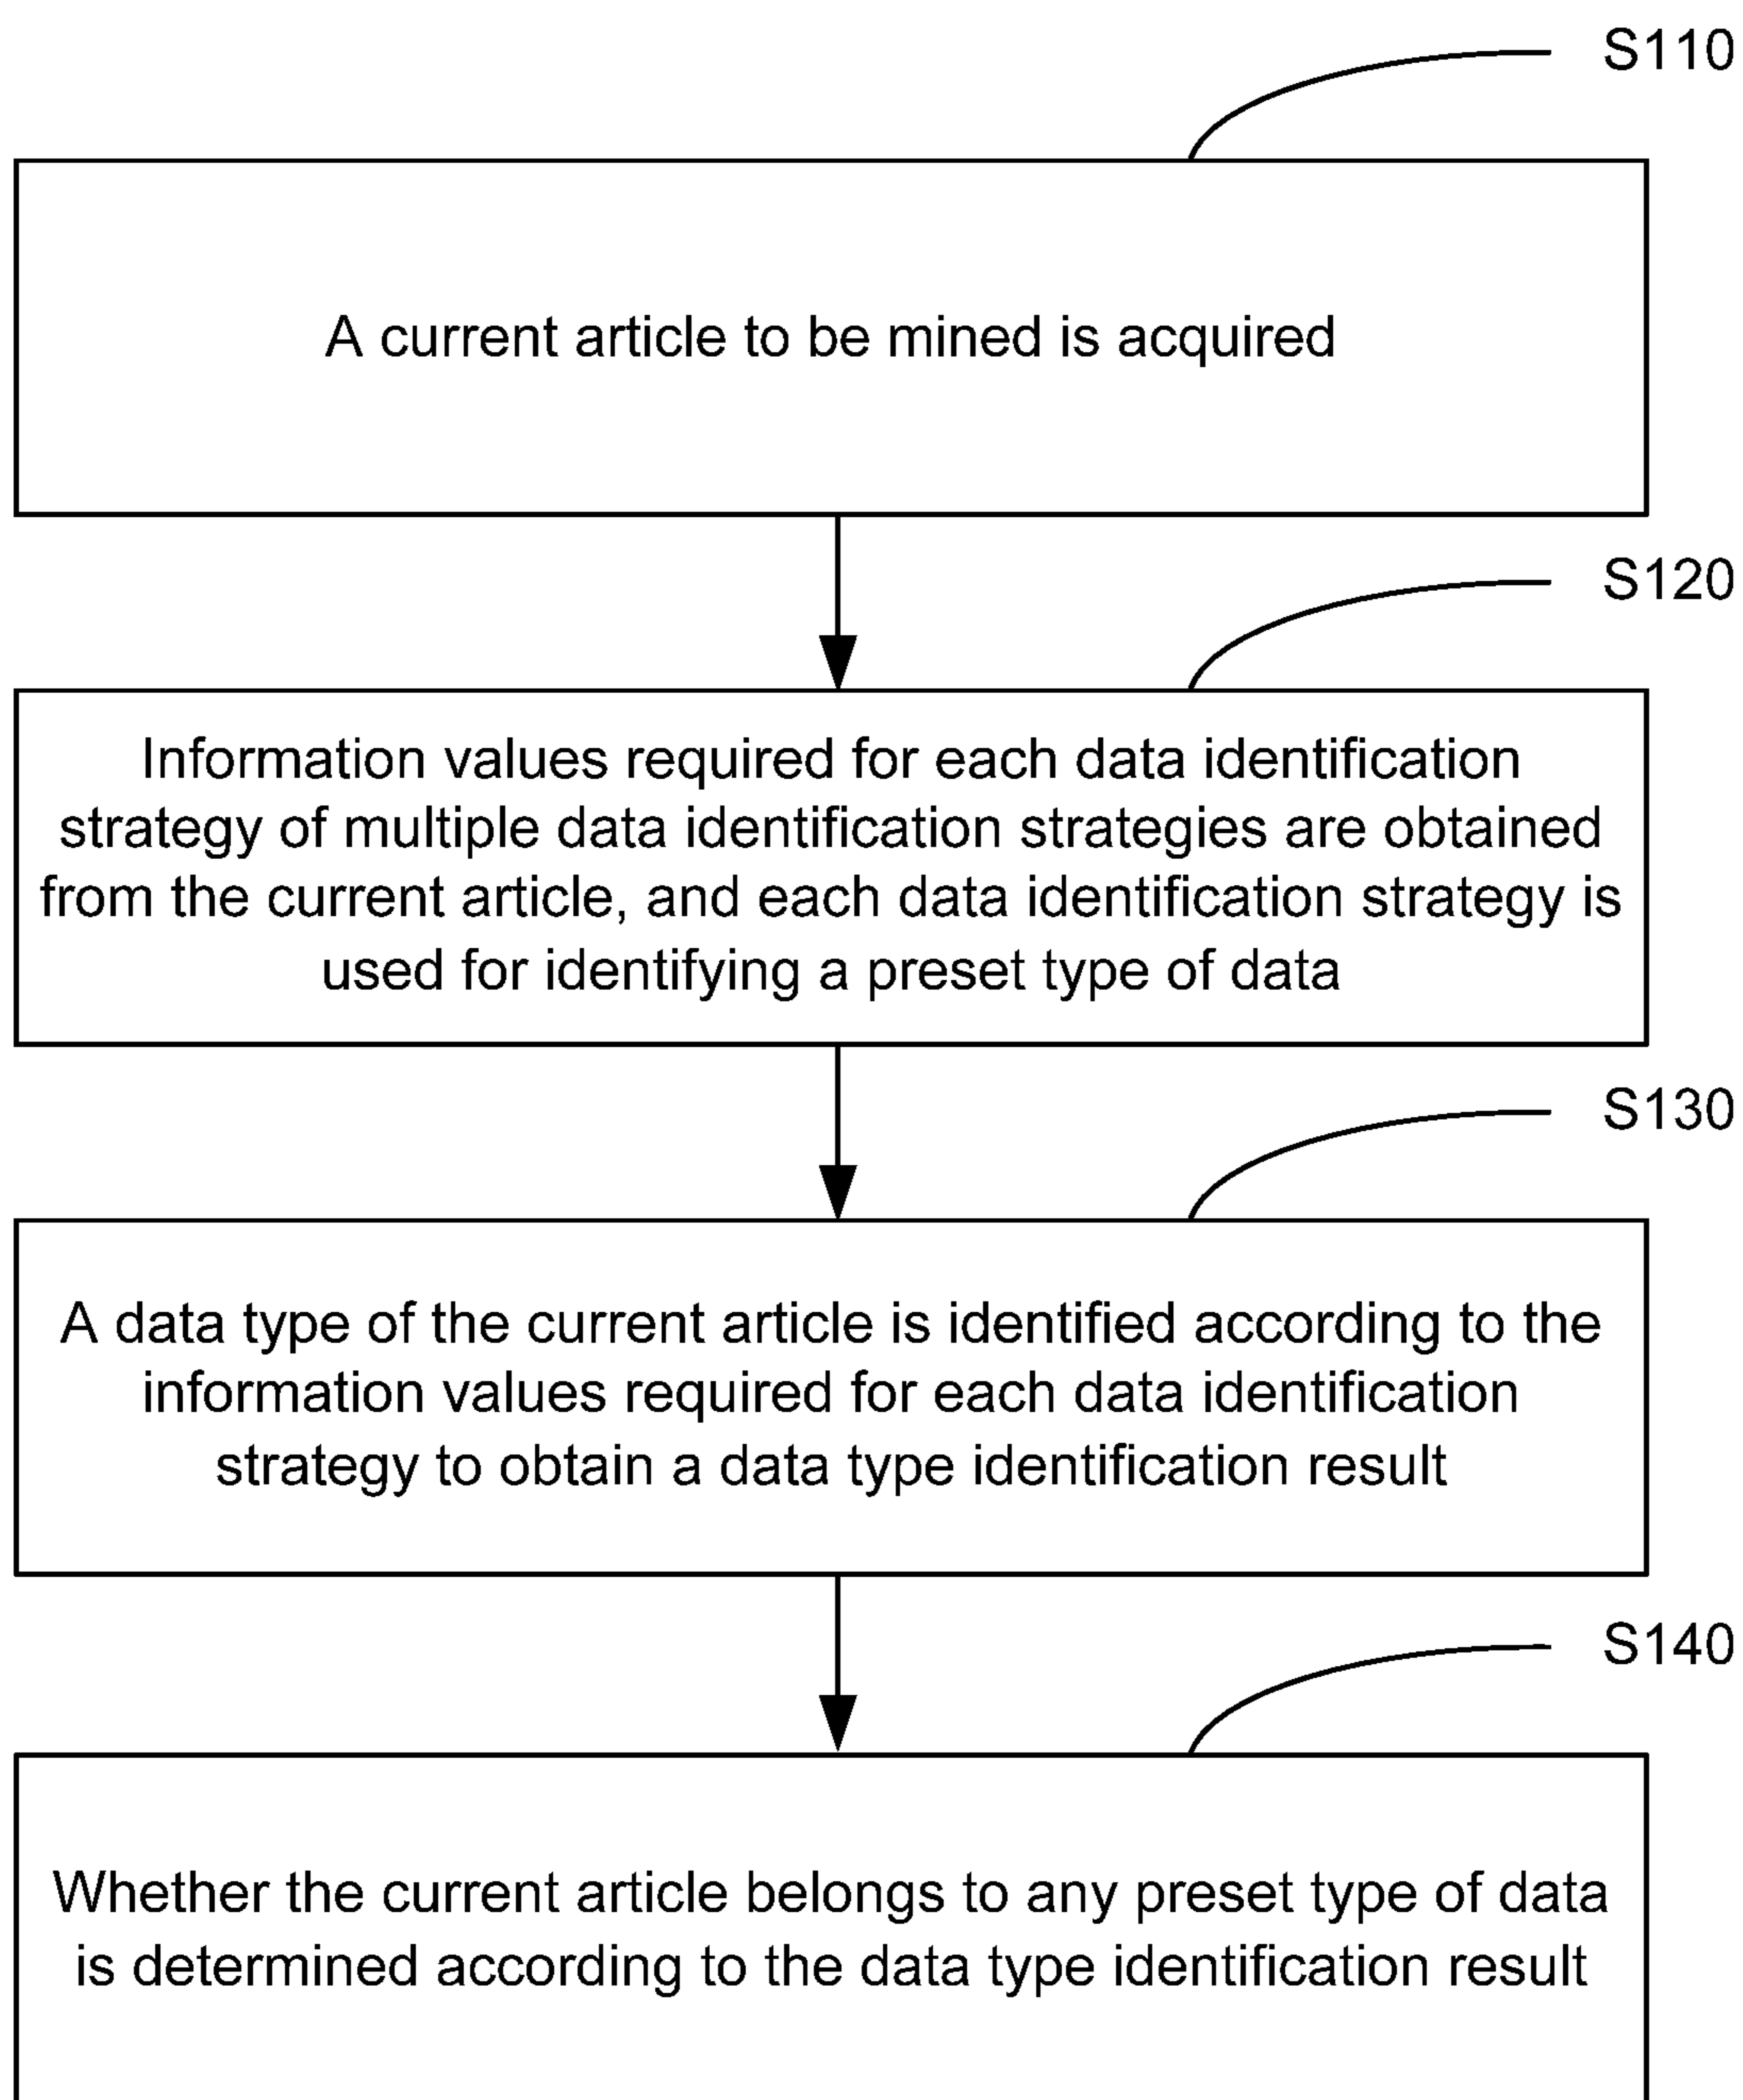 S110
A current article to be mined is acquired
S120
Information values required for each data identification
strategy of multiple data identification strategies are obtained
from the current article, and each data identification strategy is
used for identifying a preset type of data
S130
A data type of the current article is identified according to the
information values required for each data identification
strategy to obtain a data type identification result
S140
Whether the current article belongs to any preset type of data
is determined according to the data type identification result